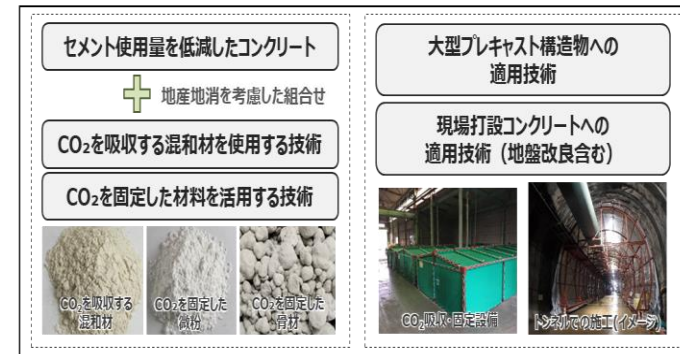 セメント使用量を低減したコンクリート
地産地消を考慮した組合せ
CO₂を吸収する混和材を使用する技術
CO₂を固定した材料を活用する技術
CO₂を吸収する
混和材
CO₂を固定した
微粉
CO₂を固定した
骨材
大型プレキャスト構造物への
適用技術
現場打設コンクリートへの
適用技術（地盤改良含む）
CO₂吸収・固定設備
トンネルでの施工(イメージ)